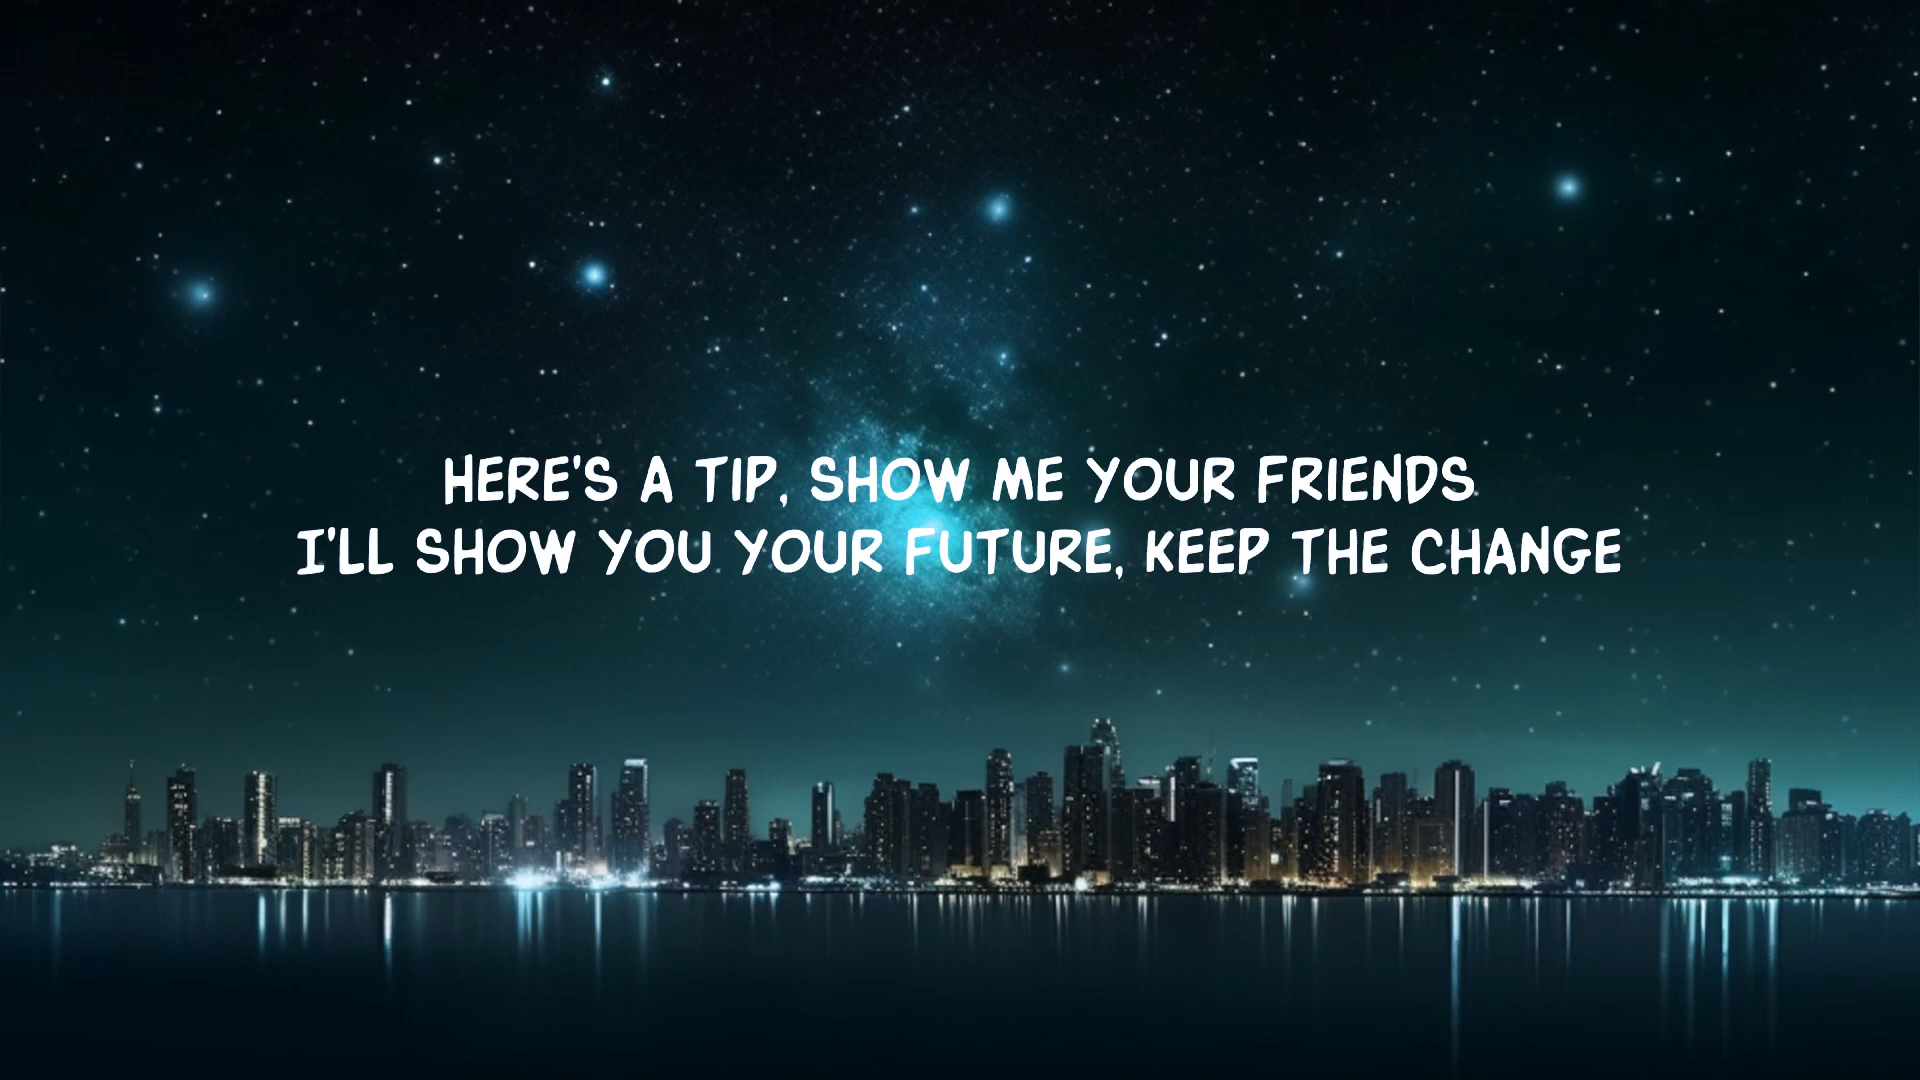 HERE'S A TIP, SHOW ME YOUR FRIENDS
I'LL SHOW YOU YOUR FUTURE, KEEP THE CHANGE